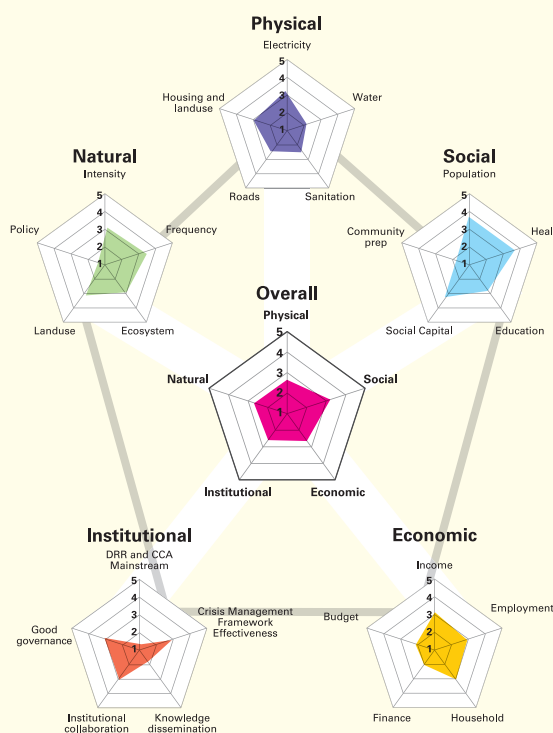 Physical
Electricity
5
4
3
2
1
Housing and
landuse
Water
Roads
Sanitation
Natural
Intensity
5
4
3
2
1
Policy
Frequency
Landuse
Ecosystem
Social
Population
5
4
3
2
1
Community
prep
Heal
Social Capital
Education
Overall
Physical
5
4
3
2
1
Natural
Social
Institutional
Economic
Institutional
DRR and CCA
Mainstream
5
4
3
2
1
Good
governance
Crisis Management
Framework
Effectiveness
Institutional
collaboration
Knowledge
dissemination
Economic
Income
5
4
3
2
1
Budget
Employment
Finance
Household